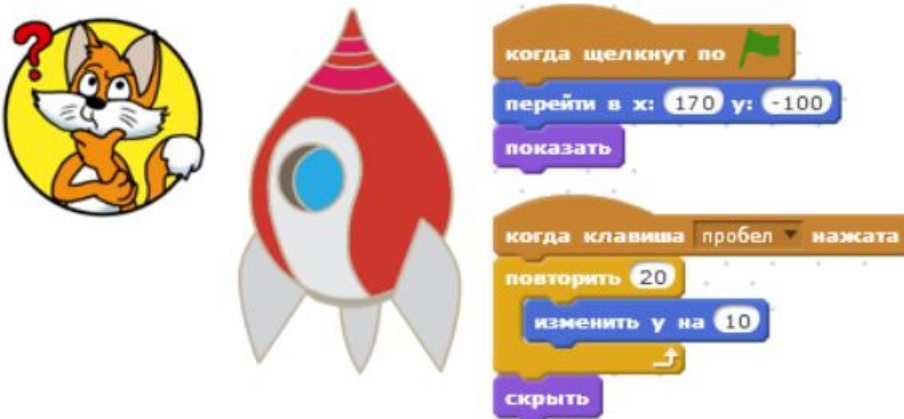 ?
когда щелкнут по
перейти в x: 170 y: -100
показать
когда клавиша пробел нажата
повторить 20
изменить y на 10
скрыть